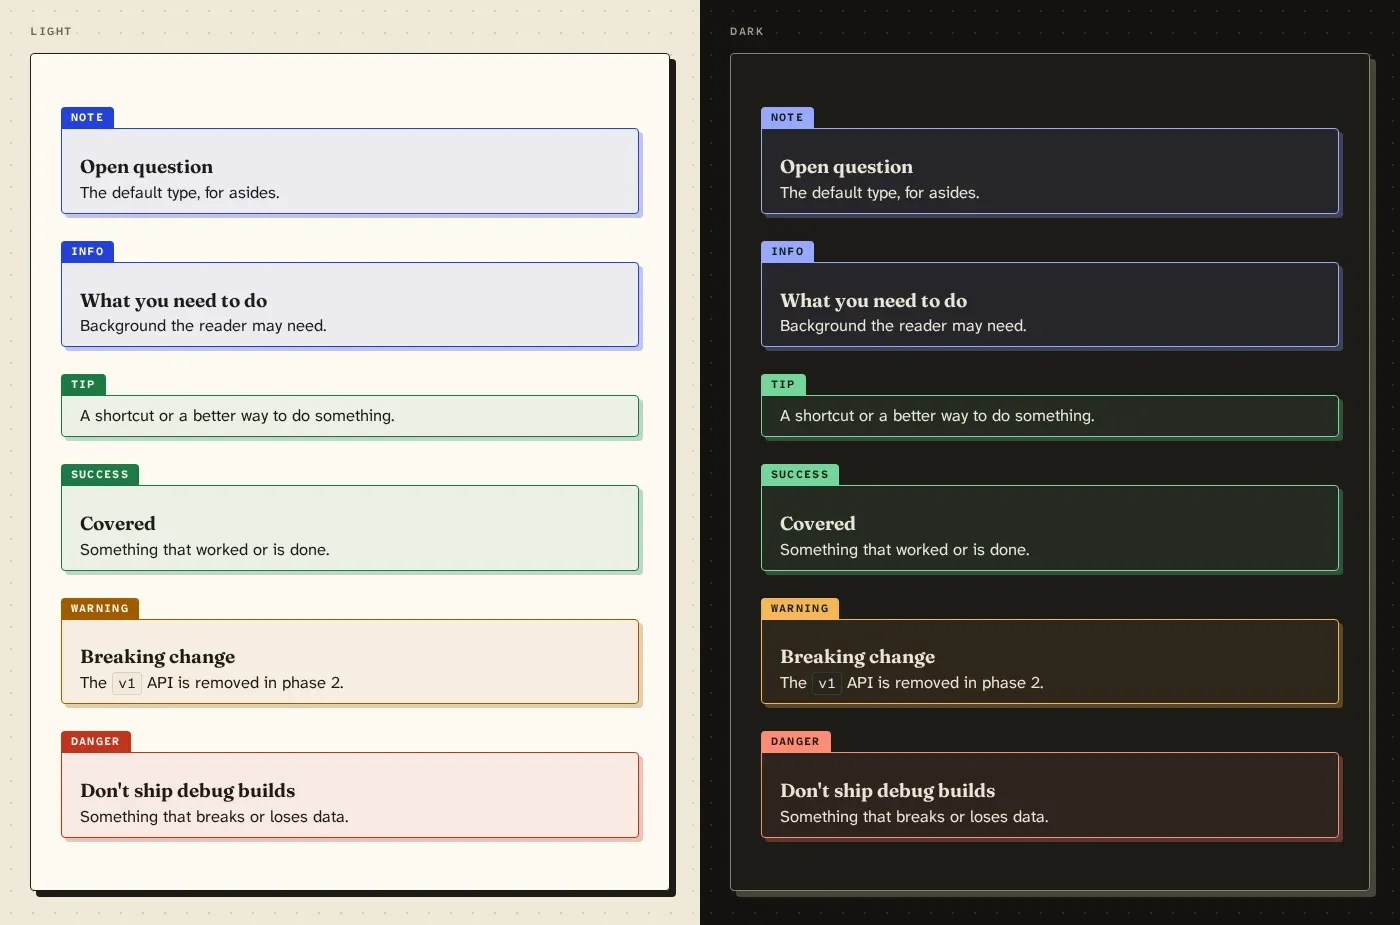 LIGHT
NOTE
Open question
The default type, for asides.
INFO
What you need to do
Background the reader may need.
TIP
A shortcut or a better way to do something.
SUCCESS
Covered
Something that worked or is done.
WARNING
Breaking change
The v1 API is removed in phase 2.
DANGER
Don't ship debug builds
Something that breaks or loses data.
DARK
NOTE
Open question
The default type, for asides.
INFO
What you need to do
Background the reader may need.
TIP
A shortcut or a better way to do something.
SUCCESS
Covered
Something that worked or is done.
WARNING
Breaking change
The v1 API is removed in phase 2.
DANGER
Don't ship debug builds
Something that breaks or loses data.